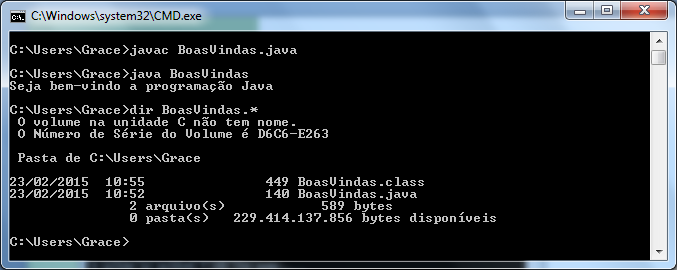 C:\Windows\system32\CMD.exe
C:\Users\Grace>javac BoasVindas.java
C:\Users\Grace>java BoasVindas
Seja bem-vindo a programação Java
C:\Users\Grace>dir BoasVindas.*
O volume na unidade C não tem nome.
O Número de Série do Volume é D6C6-E263
Pasta de C:\Users\Grace
23/02/2015  10:55               449 BoasVindas.class
23/02/2015  10:52               140 BoasVindas.java
2 arquivo(s)            589 bytes
0 pasta(s)   229.414.137.856 bytes disponíveis
C:\Users\Grace>